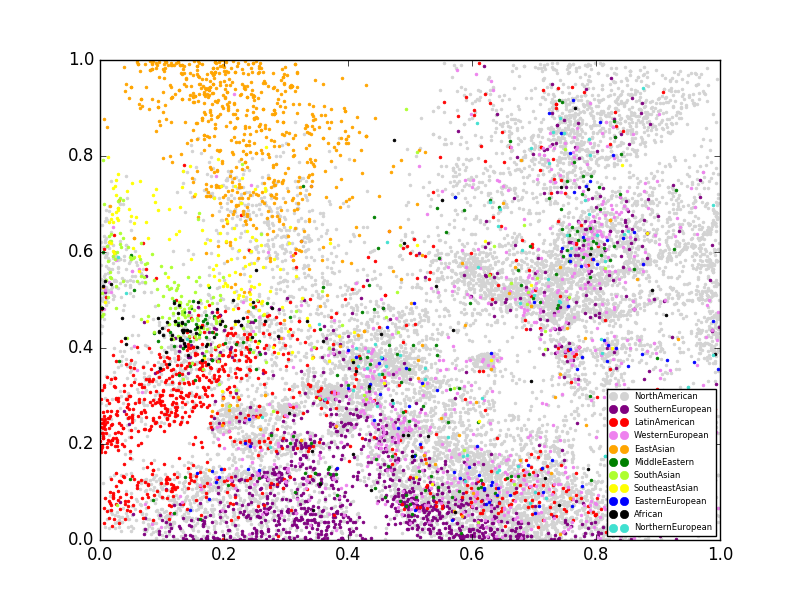 1.0
0.8
0.6
0.4
0.2
0.0
0.0 0.2 0.4 0.6 0.8 1.0
NorthAmerican
SouthernEuropean
LatinAmerican
WesternEuropean
EastAsian
MiddleEastern
SouthAsian
SoutheastAsian
EasternEuropean
African
NorthernEuropean